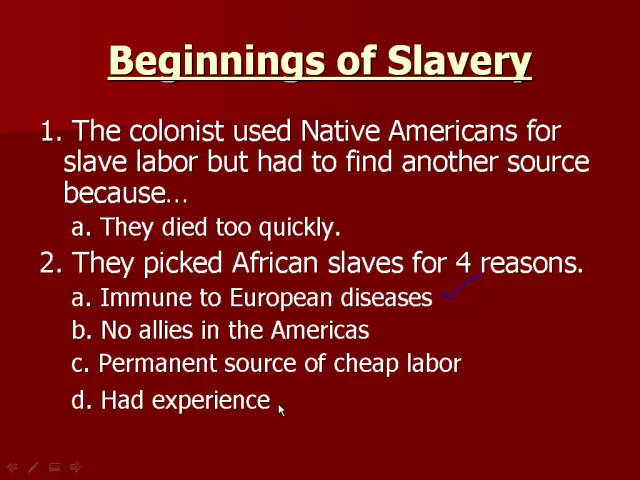 Beginnings of Slavery
1. The colonist used Native Americans for
slave labor but had to find another source
because...
a. They died too quickly.
2. They picked African slaves for 4 reasons.
a. Immune to European diseases
b. No allies in the Americas
c. Permanent source of cheap labor
d. Had experience